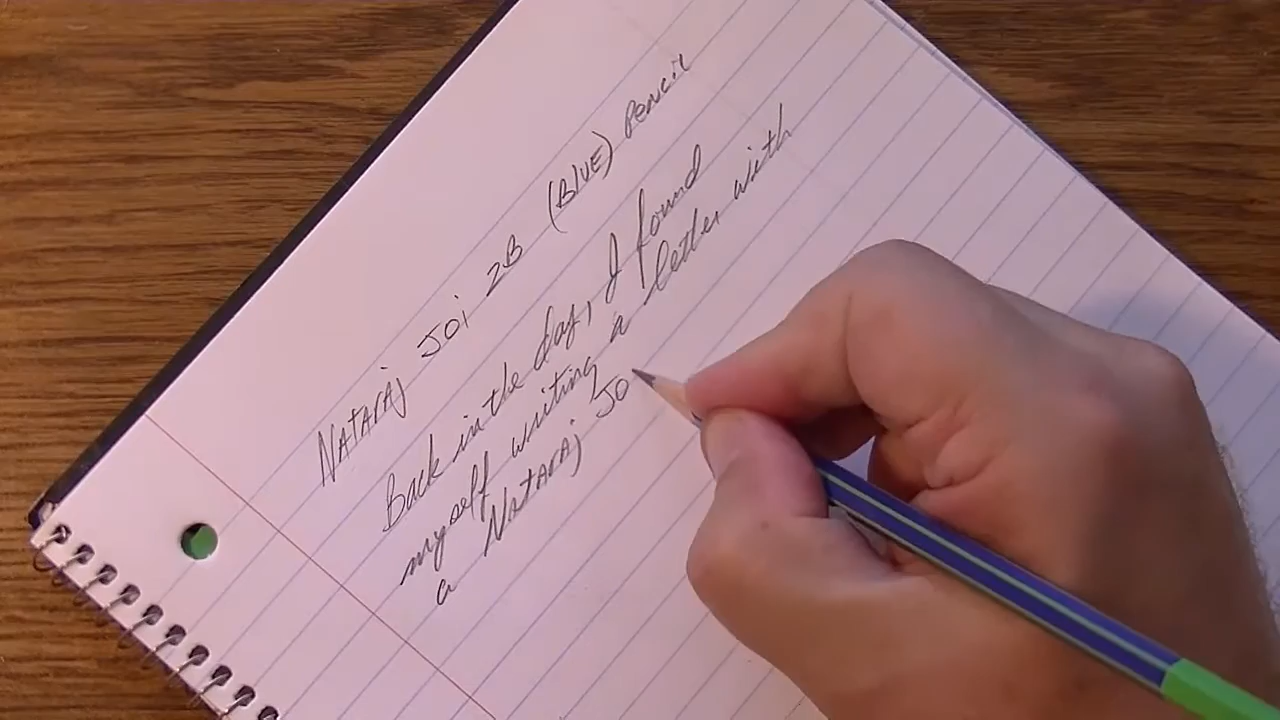 NATARAJ JOi 2B (BLUE) Pencil
Back in the day, I found
myself writing a letter with
a NATARAJ JO